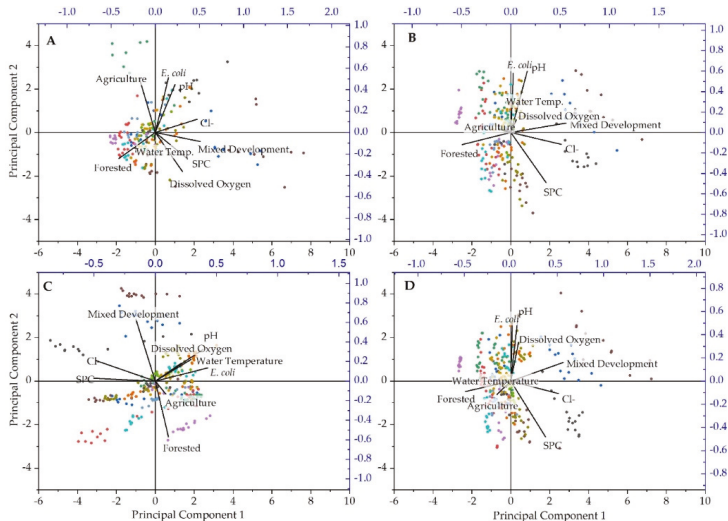 0.0 0.3 0.6 0.9 1.2 1.5
0.5 0.0 0.5 1.0 1.5
A
E. coli
Agriculture
pH
Cl-
Water Temp.
Mixed Development
SPC
Forested
Dissolved Oxygen
Principal Component 2
4
2
0
-2
-4
1.0
0.8
0.6
0.4
0.2
0.0
-0.2
-0.4
-0.6
-0.8
-1.0
B
E. coli
pH
Water Temp.
Dissolved Oxygen
Agriculture
Mixed Development
Forested
Cl-
SPC
4
2
0
-2
-4
1.0
0.8
0.6
0.4
0.2
0.0
-0.2
-0.4
-0.6
-0.8
-0.5 0.0 0.5 1.0 1.5
-1.0 -0.5 0.0 0.5 1.0 1.5 2.0
C
Mixed Development
pH
Dissolved Oxygen
Cl-
Water Temperature
E. coli
SPC
Agriculture
Forested
Principal Component 2
4
2
0
-2
-4
1.0
0.8
0.6
0.4
0.2
0.0
-0.2
-0.4
-0.6
-0.8
-1.0
D
pH
E. coli
Dissolved Oxygen
Mixed Development
Water Temperature
Forested
Cl-
Agriculture
SPC
4
2
0
-2
-4
0.8
0.6
0.4
0.2
0.0
-0.2
-0.4
-0.6
-0.8
-6 -4 -2 0 2 4 6 8 10
-6 -4 -2 0 2 4 6 8 10
Principal Component 1
Principal Component 1